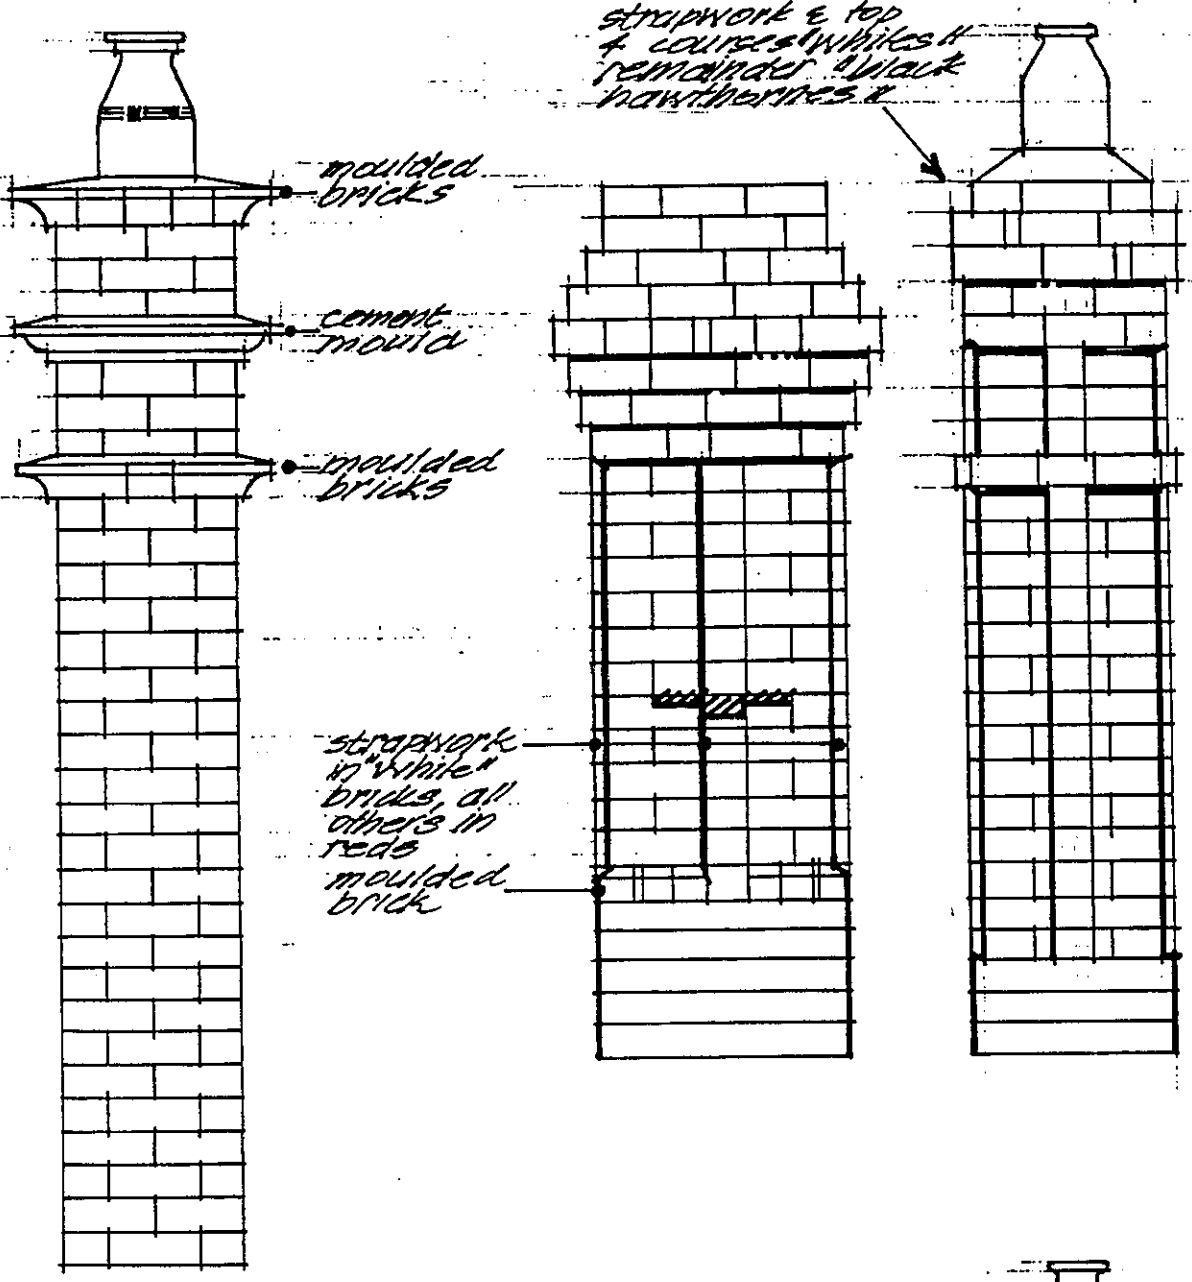 strapwork & top
4 courses "whites"
remainder "black
hawthornes"
moulded
bricks
cement
mould
moulded
bricks
strapwork
in "white"
bricks, all
others in
reds
moulded
brick